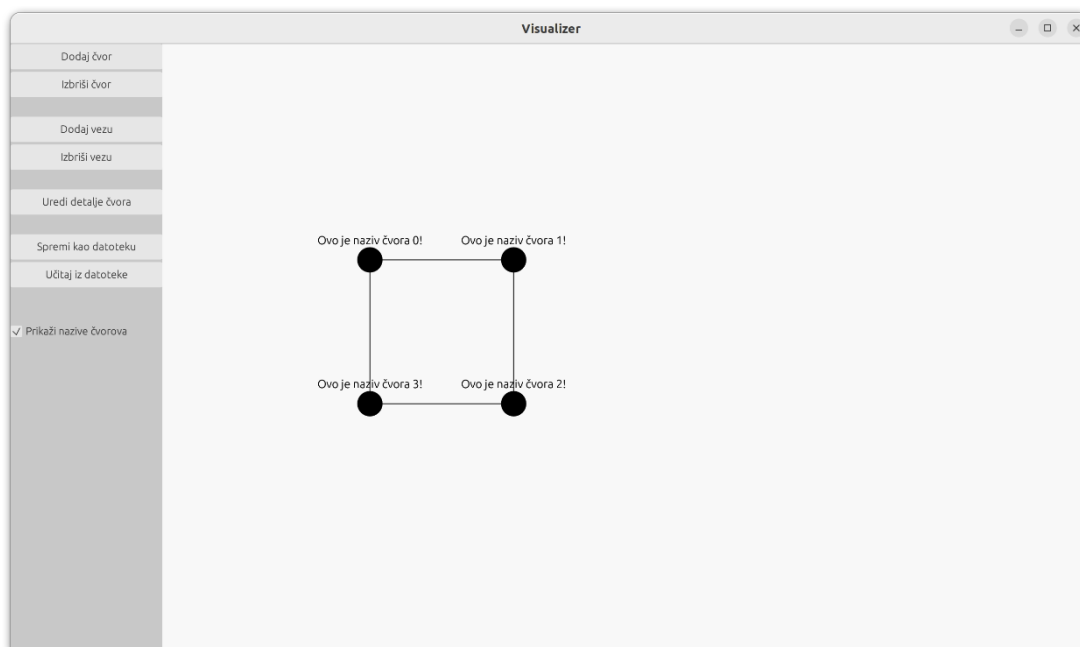 Visualizer
Dodaj čvor
Izbriši čvor
Dodaj vezu
Izbriši vezu
Uredi detalje čvora
Spremi kao datoteku
Učitaj iz datoteke
Prikaži nazive čvorova
Ovo je naziv čvora 0! Ovo je naziv čvora 1!
Ovo je naziv čvora 3! Ovo je naziv čvora 2!